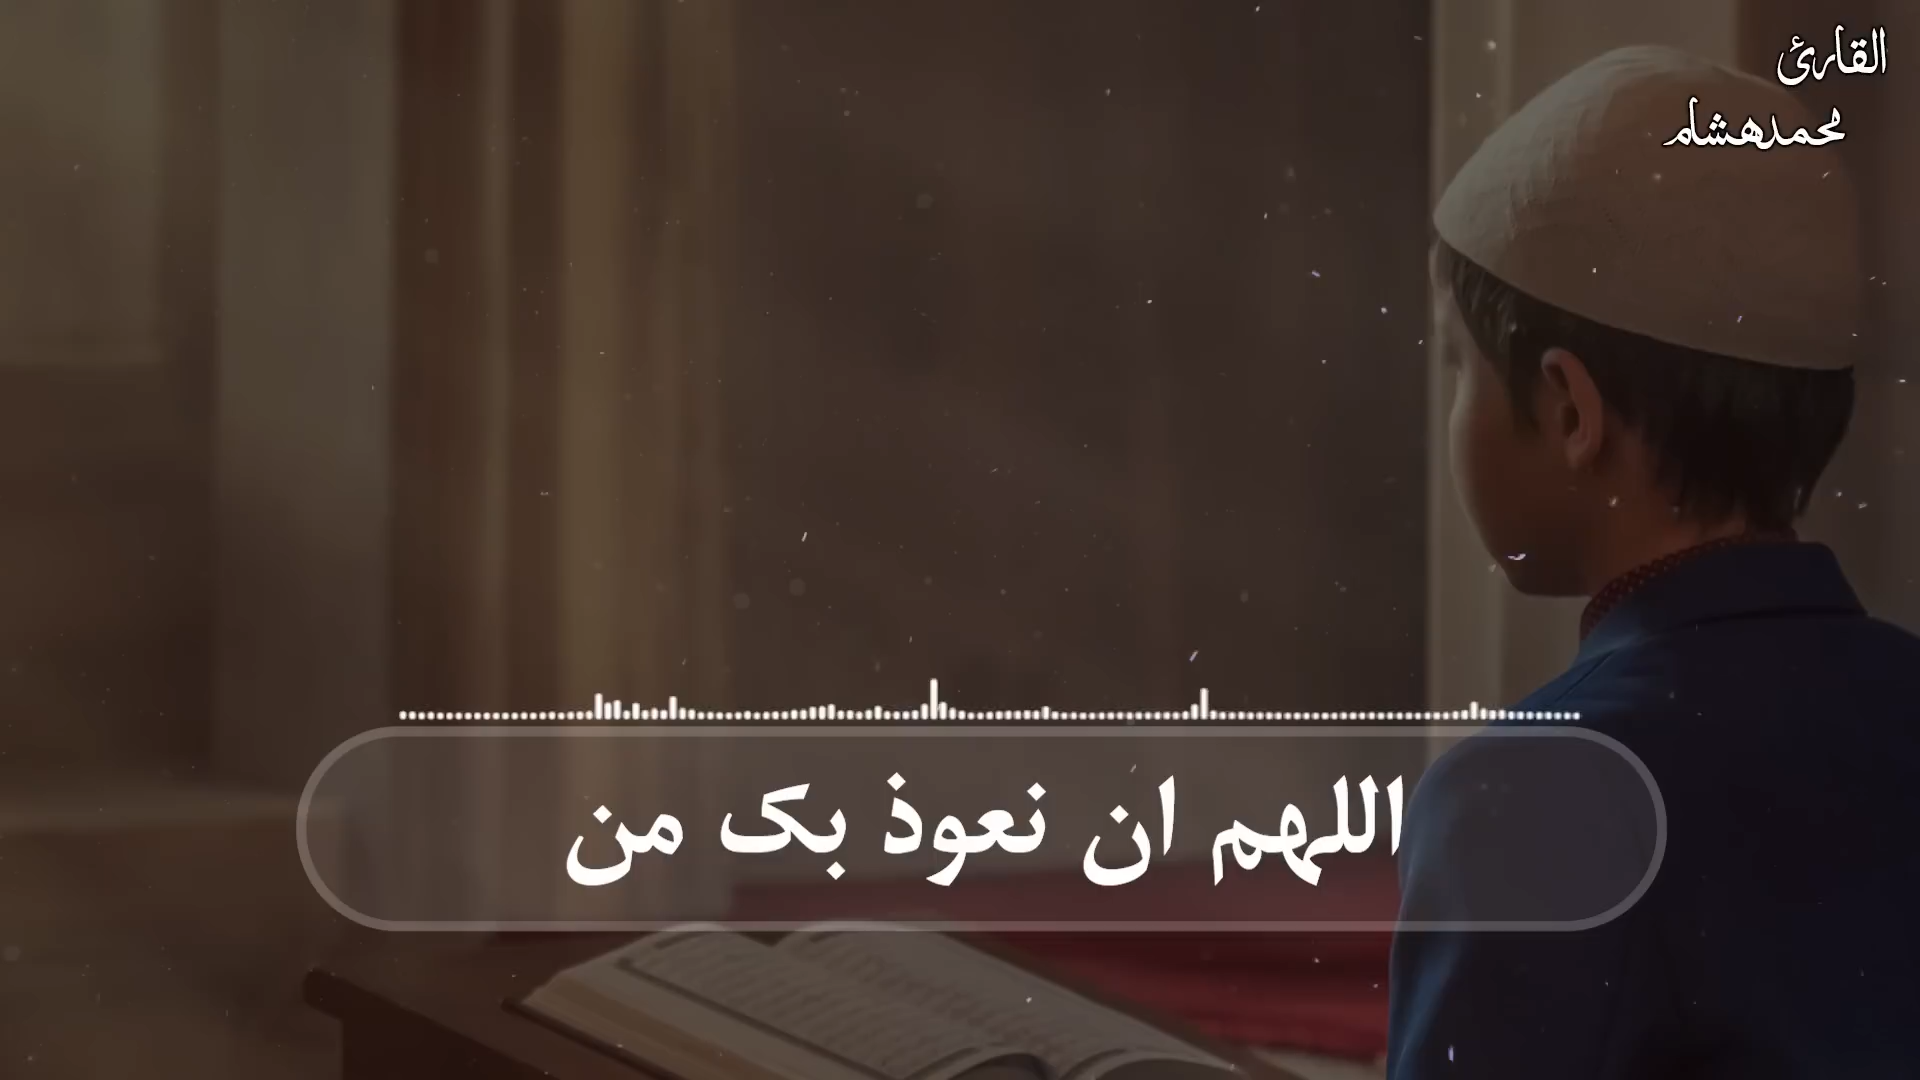 القارئ
محمدهشام
اللهم ان نعوذ بک من